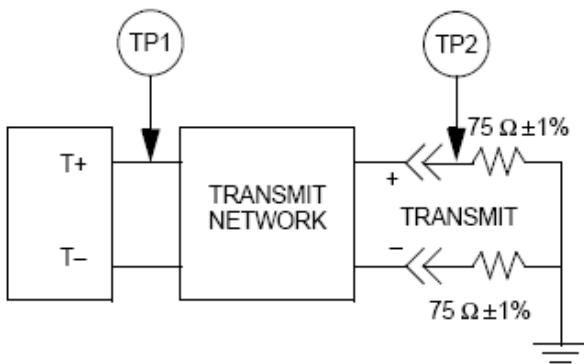 TP1
TP2
75 Ω ±1%
T+
+
TRANSMIT
NETWORK
TRANSMIT
T–
–
75 Ω ±1%